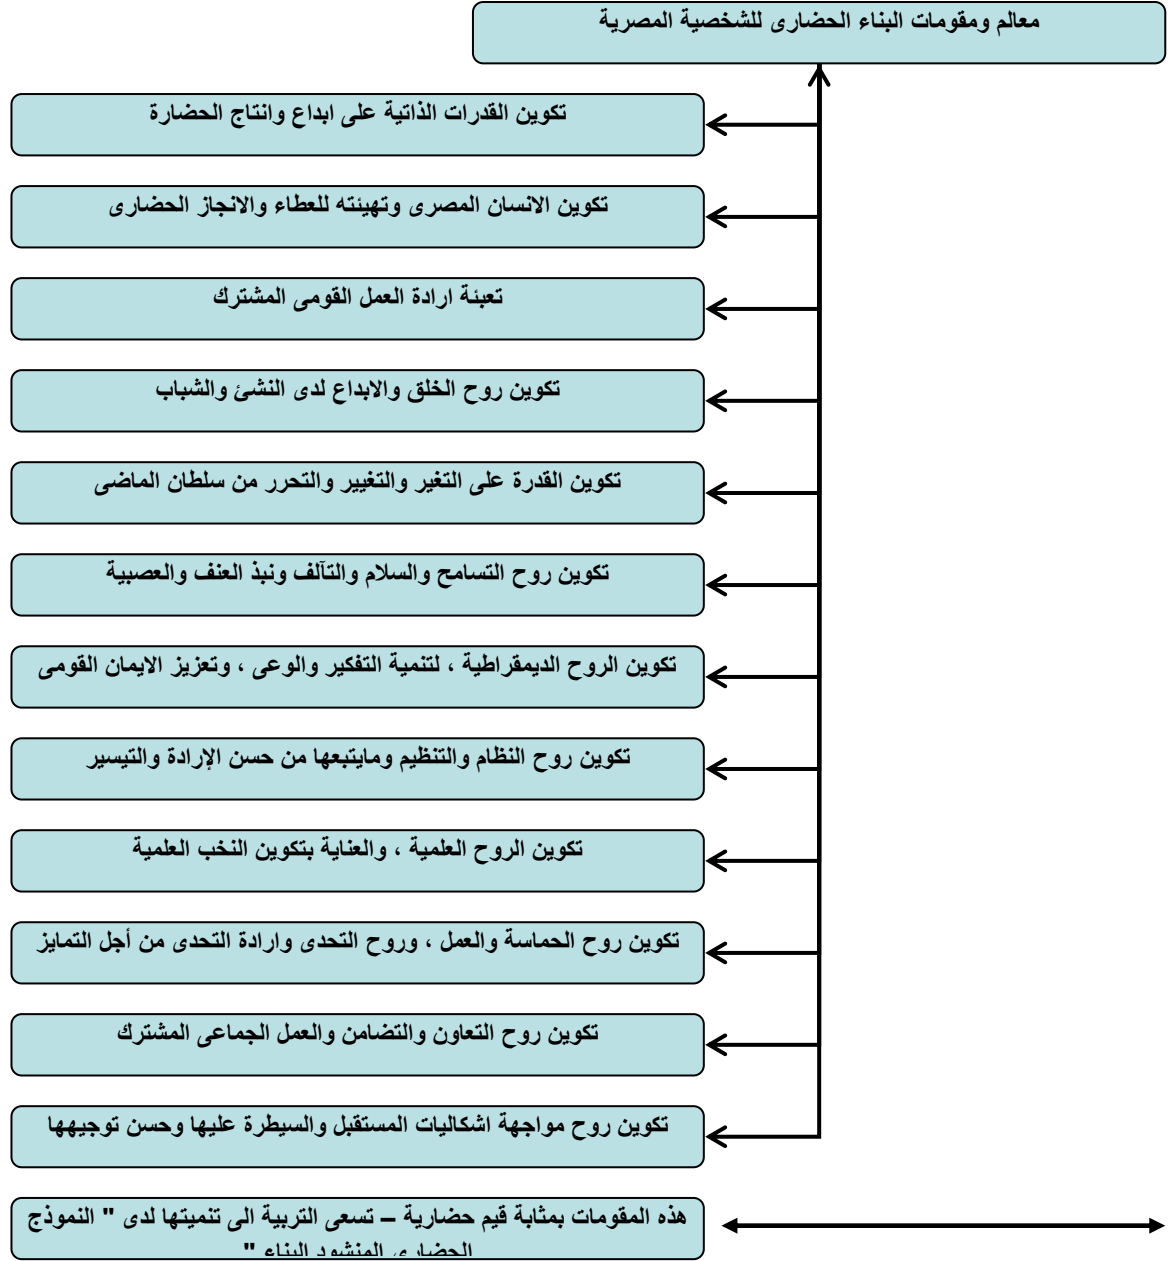 معالم ومقومات البناء الحضارى للشخصية المصرية
تكوين القدرات الذاتية على ابداع وانتاج الحضارة
تكوين الانسان المصرى وتهيئته للعطاء والانجاز الحضارى
تعبئة ارادة العمل القومى المشترك
تكوين روح الخلق والابداع لدى النشئ والشباب
تكوين القدرة على التغير والتغيير والتحرر من سلطان الماضى
تكوين روح التسامح والسلام والتآلف ونبذ العنف والعصبية
تكوين الروح الديمقراطية ، لتنمية التفكير والوعى ، وتعزيز الايمان القومى
تكوين روح النظام والتنظيم ومايتبعها من حسن الإرادة والتيسير
تكوين الروح العلمية ، والعناية بتكوين النخب العلمية
تكوين روح الحماسة والعمل ، وروح التحدى وارادة التحدى من أجل التمايز
تكوين روح التعاون والتضامن والعمل الجماعى المشترك
تكوين روح مواجهة اشكاليات المستقبل والسيطرة عليها وحسن توجيهها
هذه المقومات بمثابة قيم حضارية – تسعى التربية الى تنميتها لدى " النموذج
الحضارى المنشود البناء "